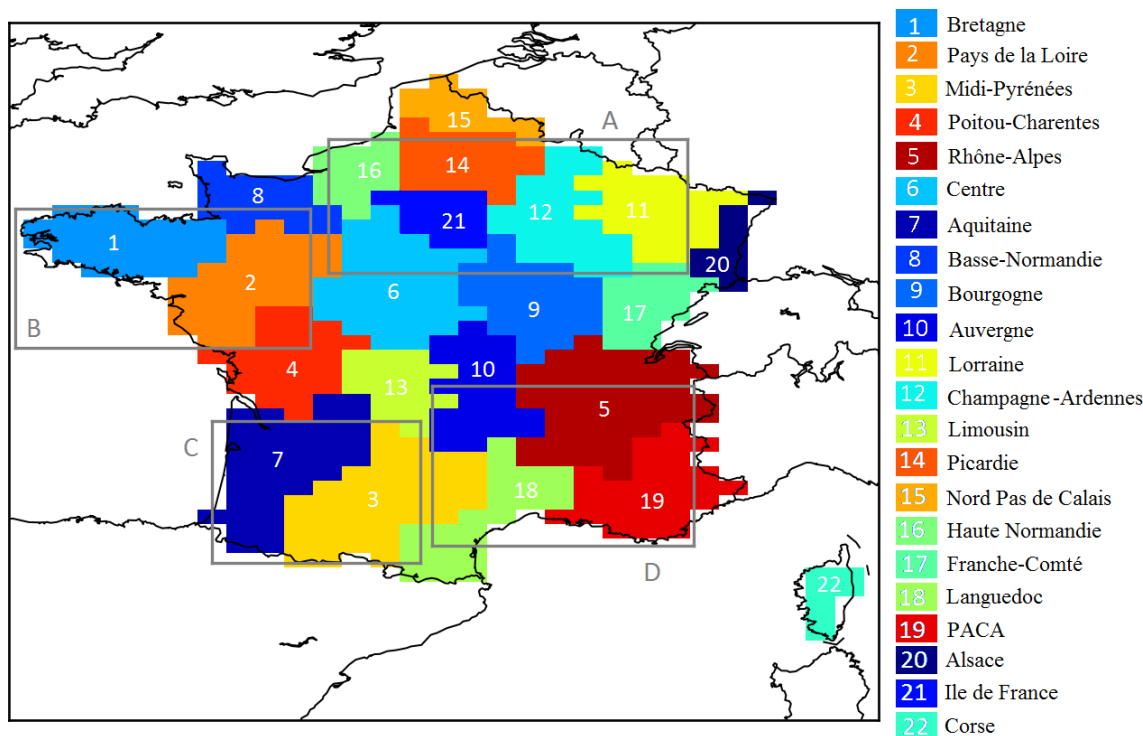 A
15
16
14
8
21
12
11
1
20
2
6
9
17
B
4
13
10
5
C
7
3
18
19
D
22
1 Bretagne
2 Pays de la Loire
3 Midi-Pyrénées
4 Poitou-Charentes
5 Rhône-Alpes
6 Centre
7 Aquitaine
8 Basse-Normandie
9 Bourgogne
10 Auvergne
11 Lorraine
12 Champagne-Ardennes
13 Limousin
14 Picardie
15 Nord Pas de Calais
16 Haute Normandie
17 Franche-Comté
18 Languedoc
19 PACA
20 Alsace
21 Ile de France
22 Corse